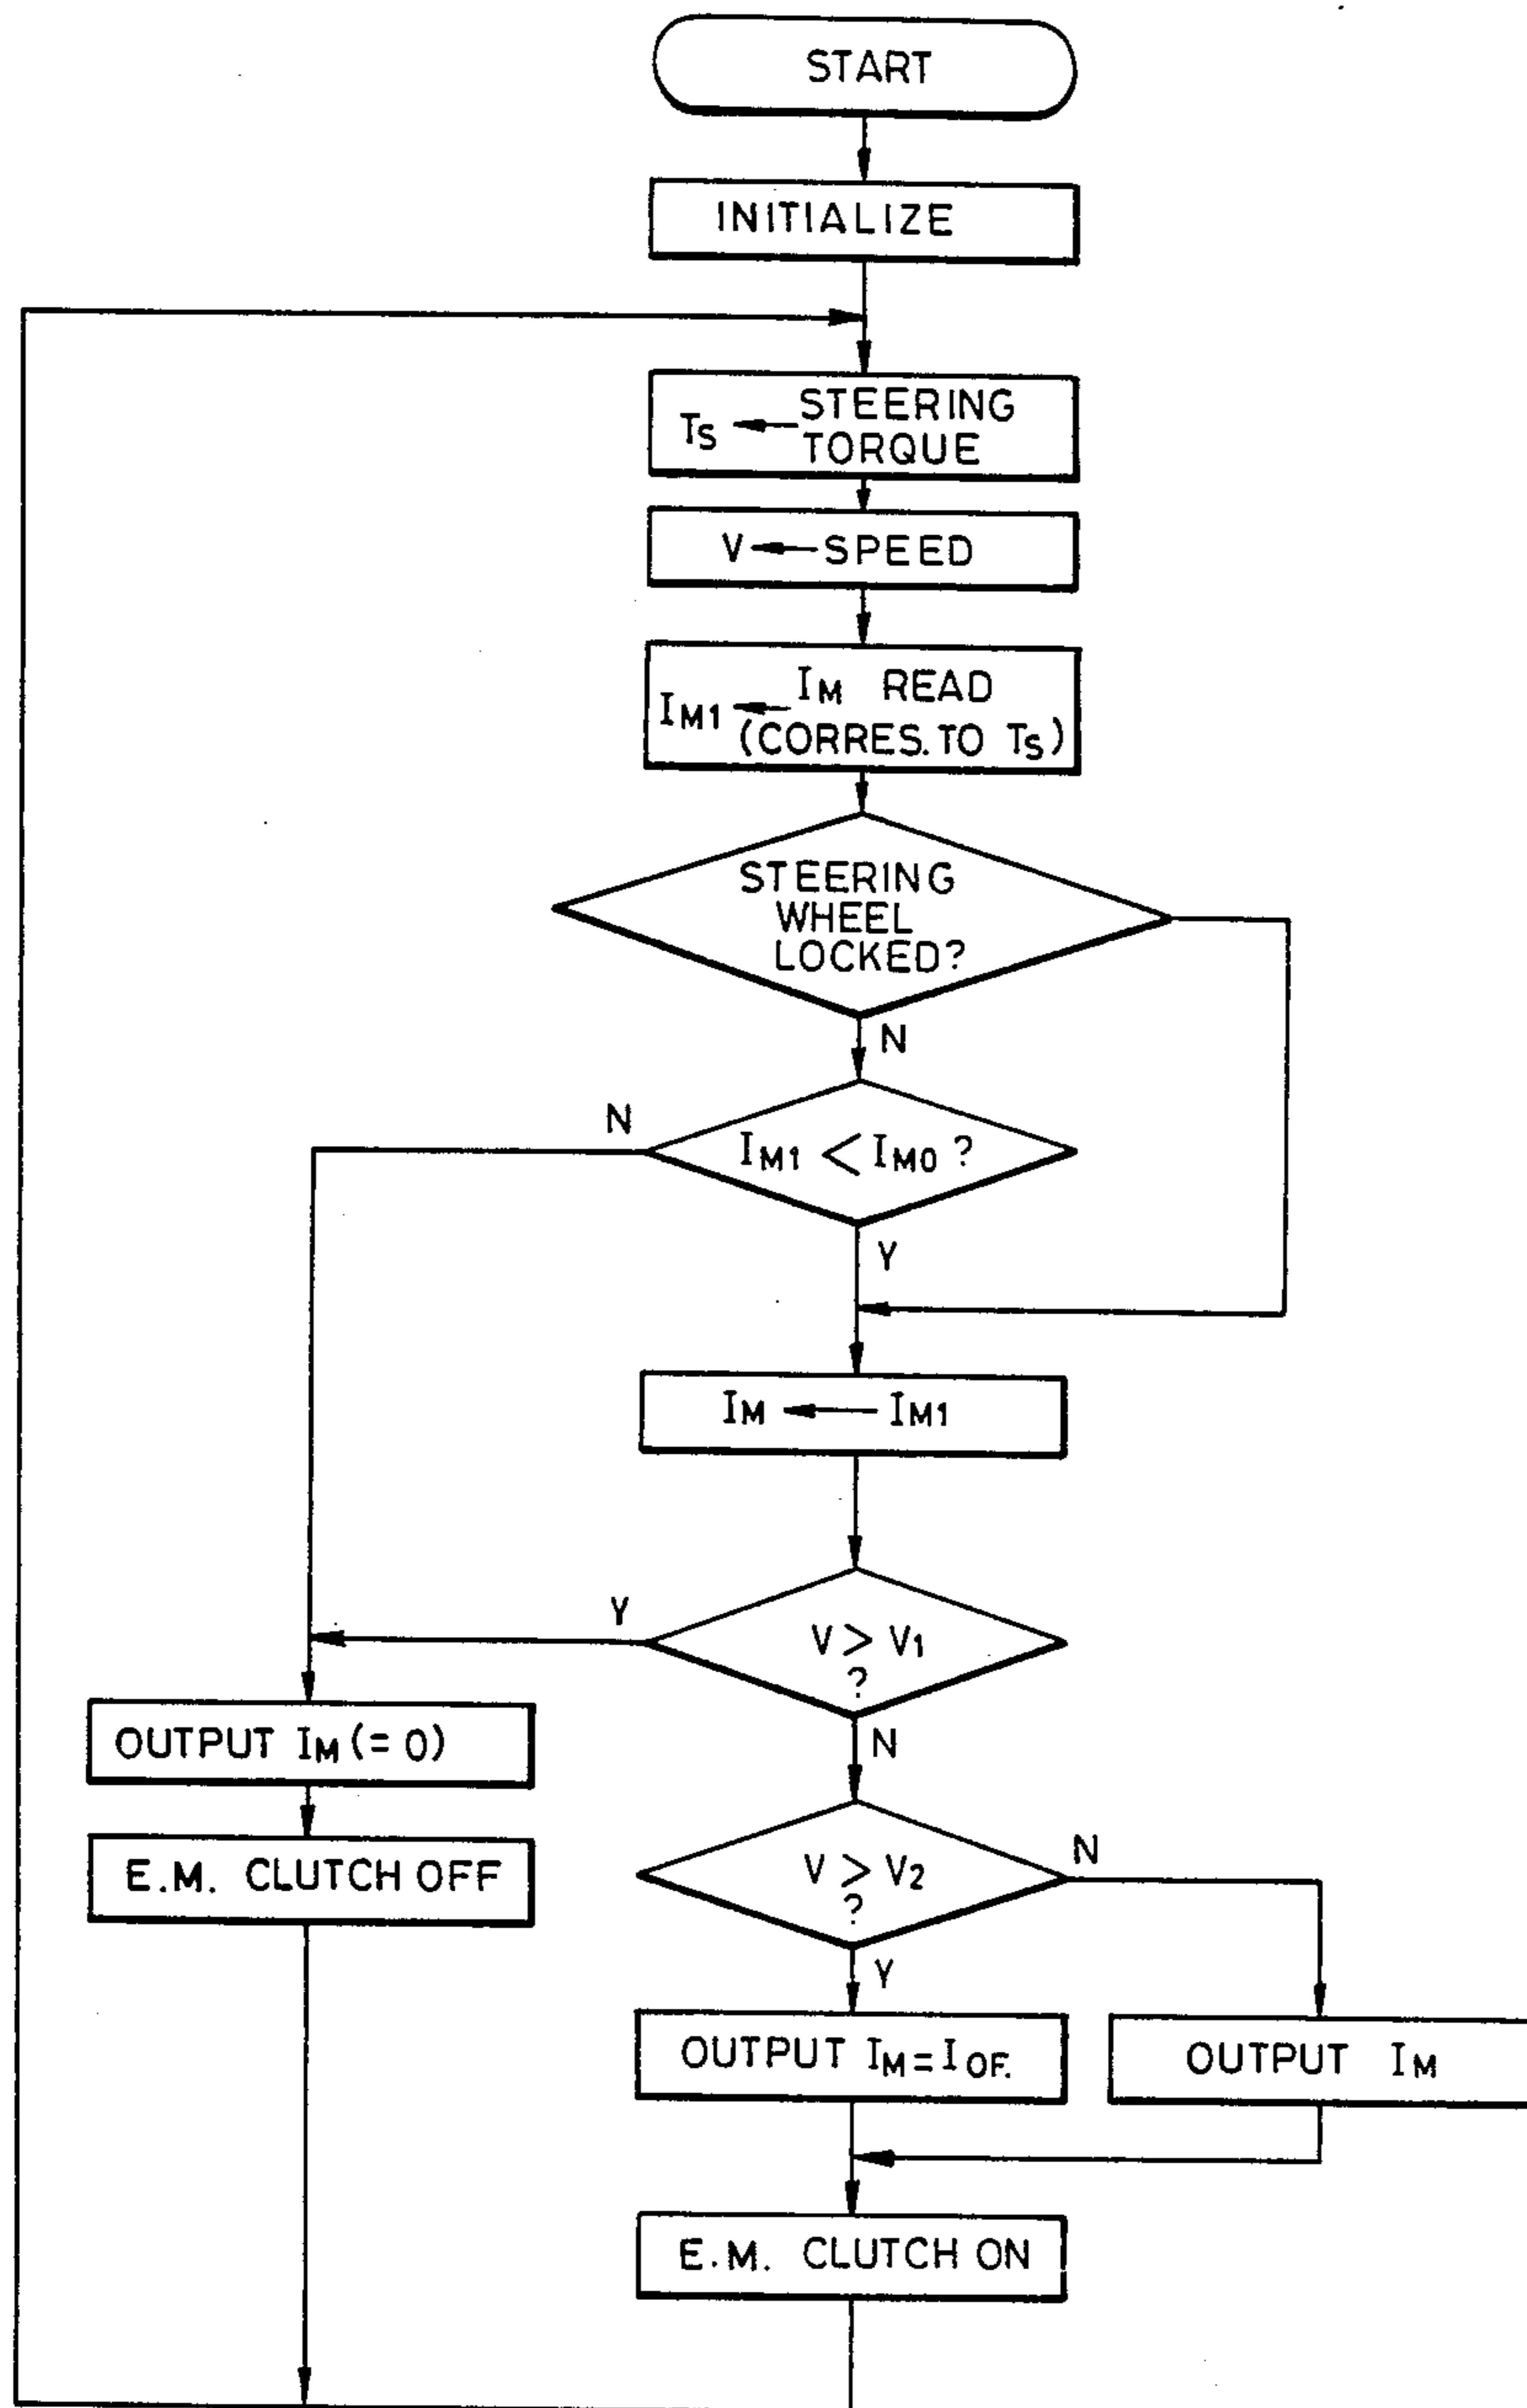 START
INITIALIZE
TS ← STEERING
TORQUE
V ← SPEED
IM1 ← IM READ
(CORRES. TO TS)
STEERING
WHEEL
LOCKED?
N
N
IM1 < IM0 ?
Y
IM ← IM1
Y
V > V1
?
N
OUTPUT IM (= 0)
E.M. CLUTCH OFF
V > V2
?
N
Y
OUTPUT IM = IOF.
OUTPUT IM
E.M. CLUTCH ON